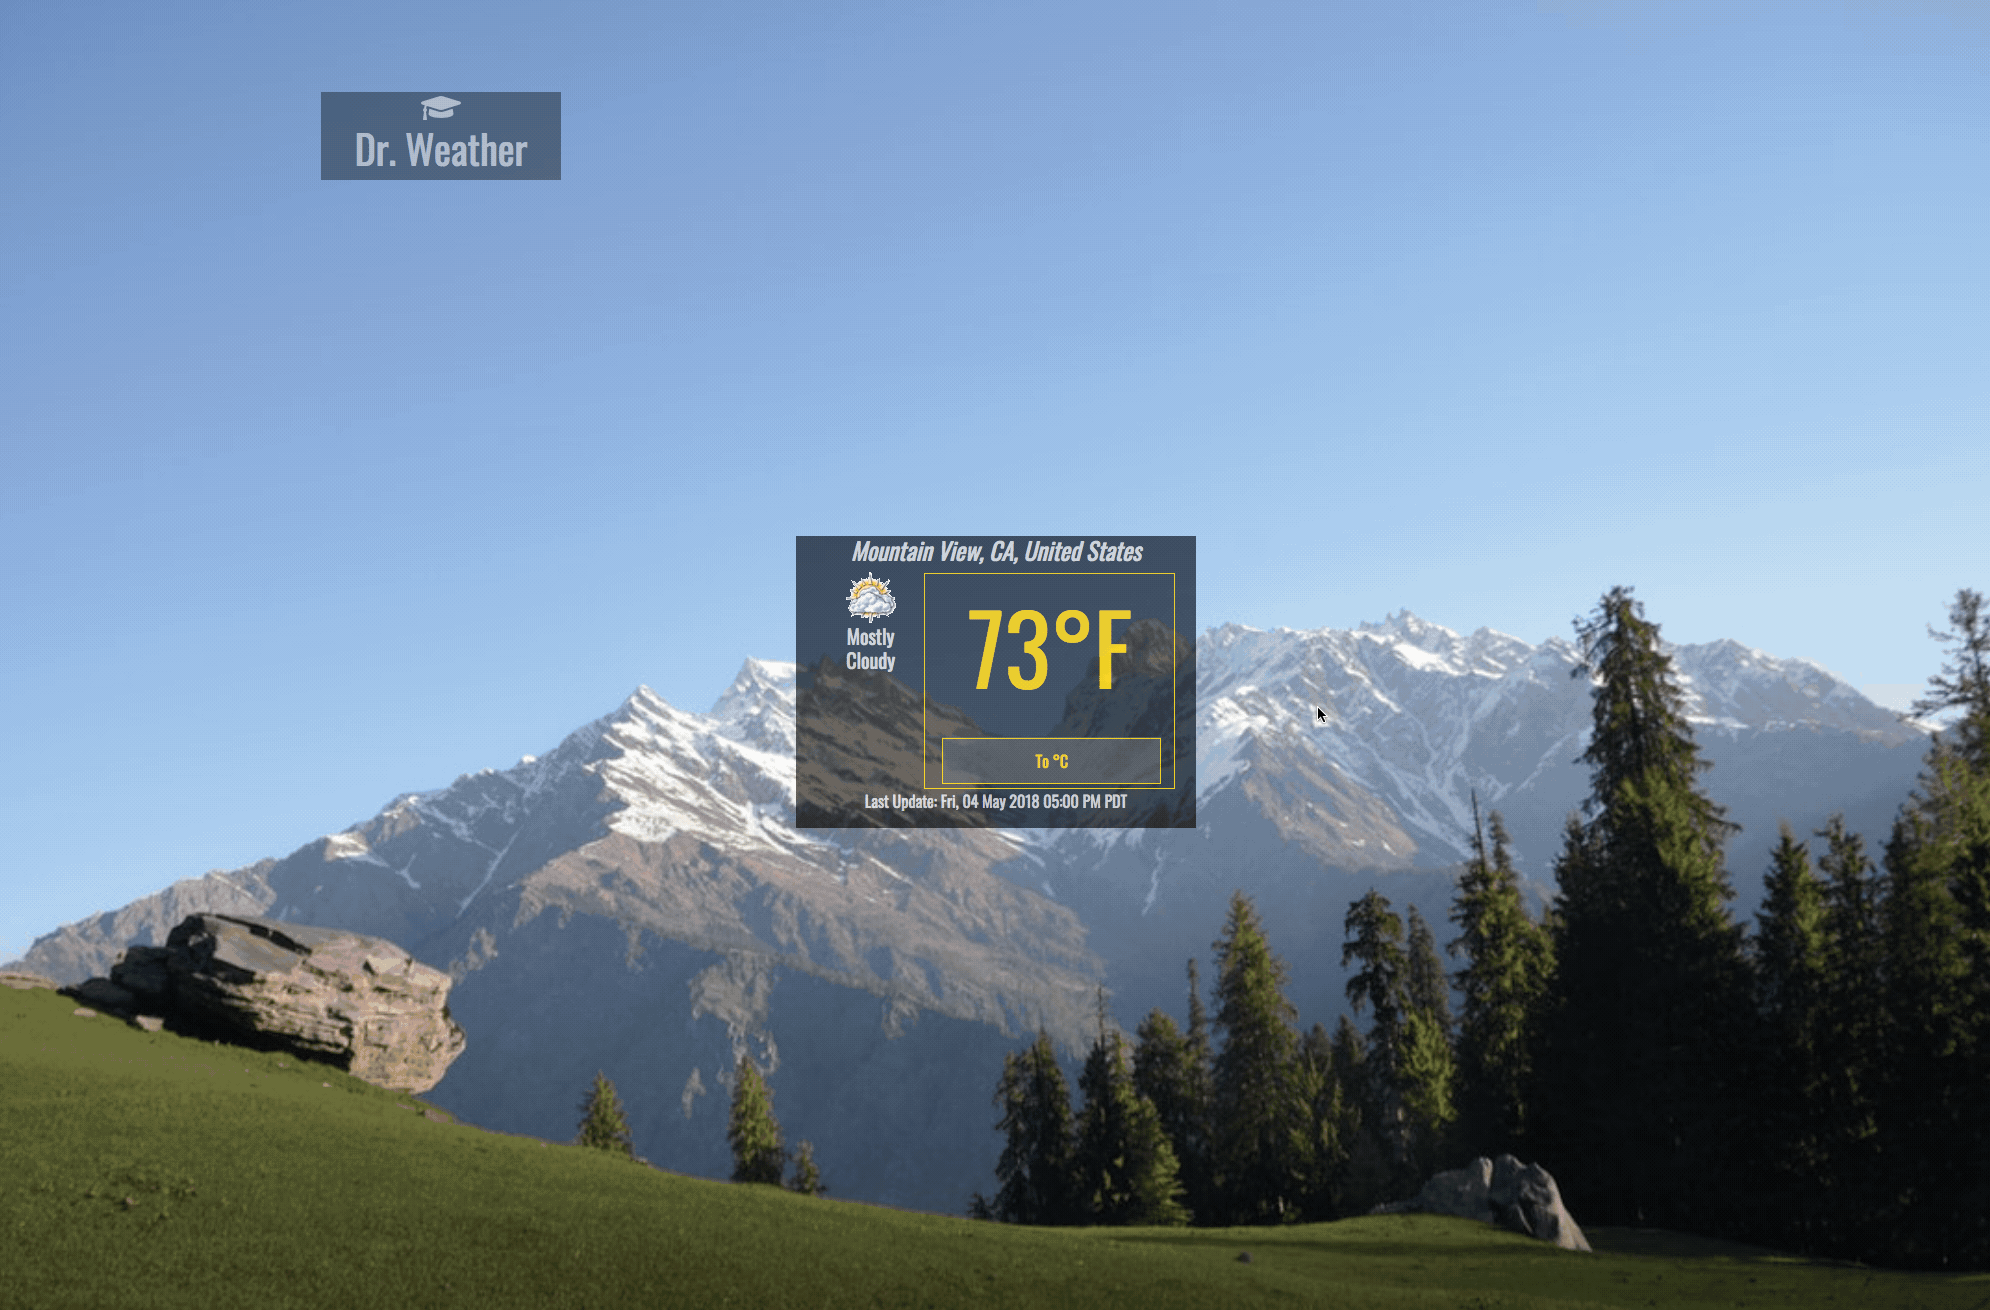 Dr. Weather
Mountain View, CA, United States
Mostly
Cloudy
73°F
To °C
Last Update: Fri, 04 May 2018 05:00 PM PDT